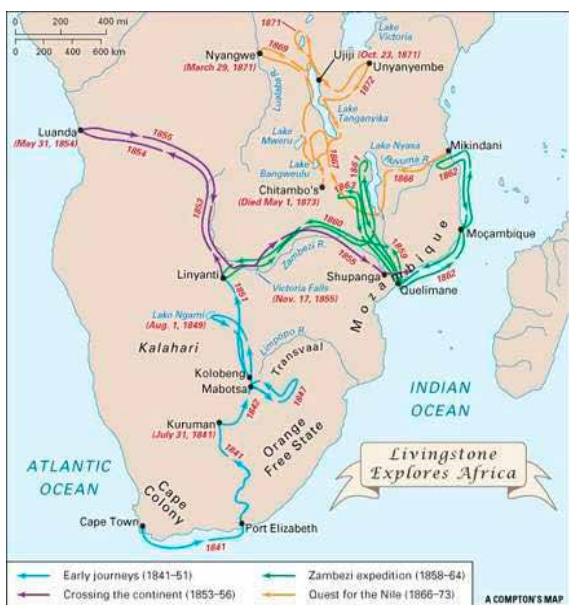 0 200 400 mi
0 200 400 600 km
1871
Lake
Victoria
Nyangwe
(March 29, 1871)
1869
Ujiji (Oct. 23, 1871)
Unyanyembe
1872
Lualaba R.
Lake
Tanganyika
Luanda
(May 31, 1854)
1855
1854
Lake
Mweru
1867
Lake Nyasa
Mikindani
Lake
Bangweulu
1861
Ruvuma R.
1866
1862
Chitambo's
(Died May 1, 1873)
1863
1853
1860
1859
Moçambique
Zambezi R.
1855
Linyanti
Shupanga
1862
Quelimane
Mozambique
1851
Victoria Falls
(Nov. 17, 1855)
Lake Ngami
(Aug. 1, 1849)
Limpopo R.
Kalahari
Transvaal
Kolobeng
Mabotsa
1847
1842
INDIAN
OCEAN
Kuruman
(July 31, 1841)
Orange
Free State
1841
Livingstone
Explores Africa
ATLANTIC
OCEAN
Cape
Colony
Cape Town
Port Elizabeth
1841
Early journeys (1841–51)
Zambezi expedition (1858–64)
Crossing the continent (1853–56)
Quest for the Nile (1866–73)
A COMPTON'S MAP